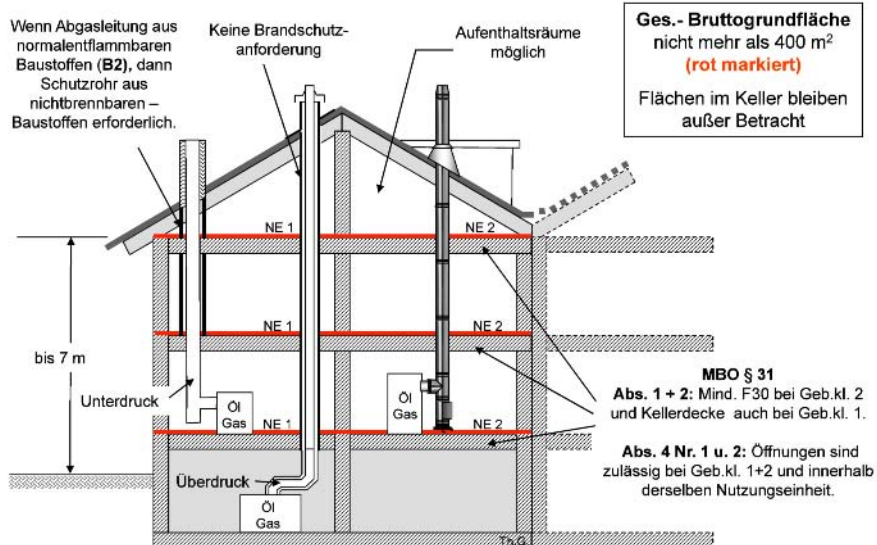 Wenn Abgasleitung aus
normalentflammbaren
Baustoffen (B2), dann
Schutzrohr aus
nichtbrennbaren –
Baustoffen erforderlich.
Keine Brandschutz-
anforderung
Aufenthaltsräume
möglich
Ges.- Bruttogrundfläche
nicht mehr als 400 m²
(rot markiert)
Flächen im Keller bleiben
außer Betracht
NE 1
NE 2
NE 1
NE 2
bis 7 m
Unterdruck
Öl
Gas
Öl
Gas
NE 1
NE 2
MBO § 31
Abs. 1 + 2: Mind. F30 bei Geb.kl. 2
und Kellerdecke auch bei Geb.kl. 1.
Abs. 4 Nr. 1 u. 2: Öffnungen sind
zulässig bei Geb.kl. 1+2 und innerhalb
derselben Nutzungseinheit.
Überdruck
Öl
Gas
Th.G.